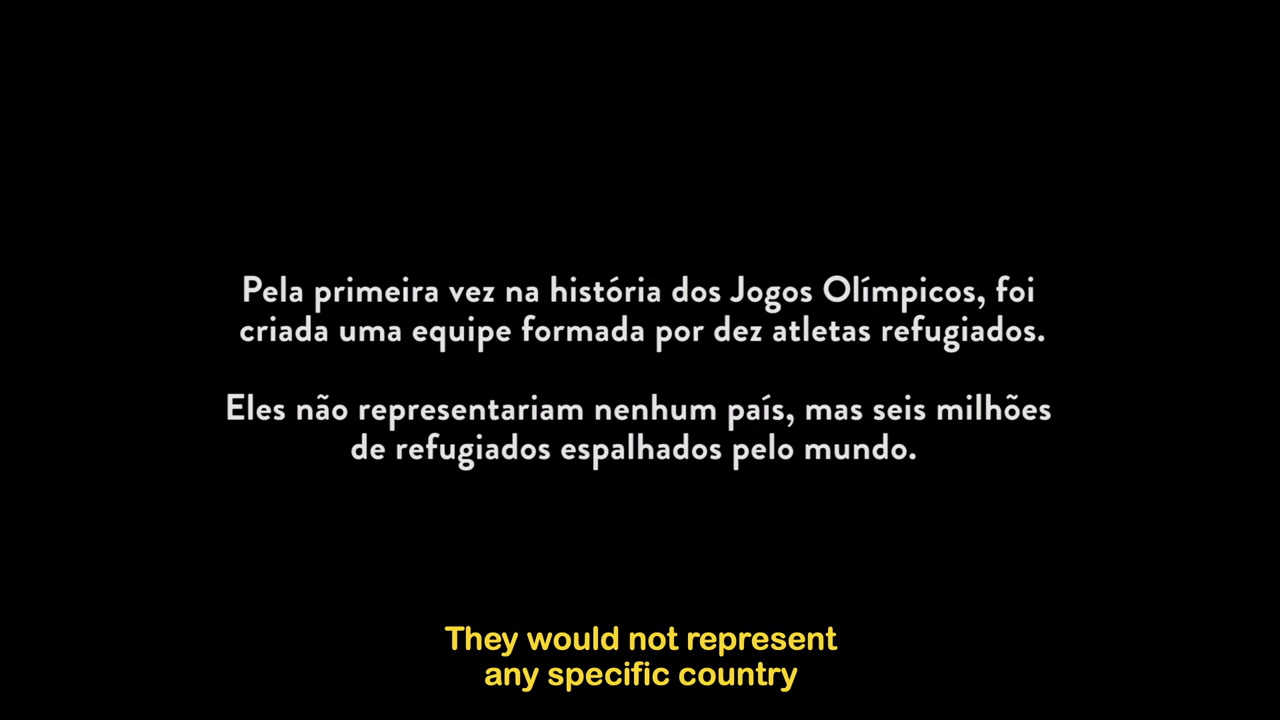 Pela primeira vez na história dos Jogos Olímpicos, foi
criada uma equipe formada por dez atletas refugiados.
Eles não representariam nenhum país, mas seis milhões
de refugiados espalhados pelo mundo.
They would not represent
any specific country